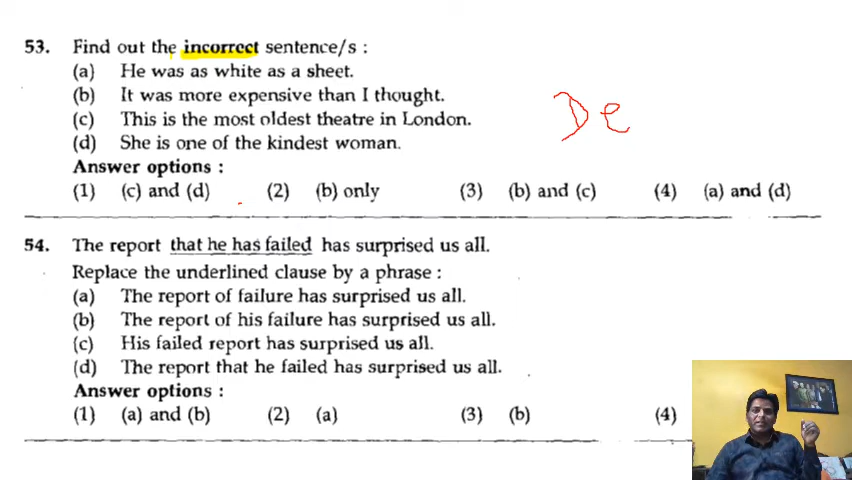 53. Find out the incorrect sentence/s :
(a) He was as white as a sheet.
(b) It was more expensive than I thought.
(c) This is the most oldest theatre in London.
(d) She is one of the kindest woman.
Answer options :
(1) (c) and (d) (2) (b) only (3) (b) and (c) (4) (a) and (d)
De
54. The report that he has failed has surprised us all.
Replace the underlined clause by a phrase :
(a) The report of failure has surprised us all.
(b) The report of his failure has surprised us all.
(c) His failed report has surprised us all.
(d) The report that he failed has surprised us all.
Answer options :
(1) (a) and (b) (2) (a) (3) (b) (4)